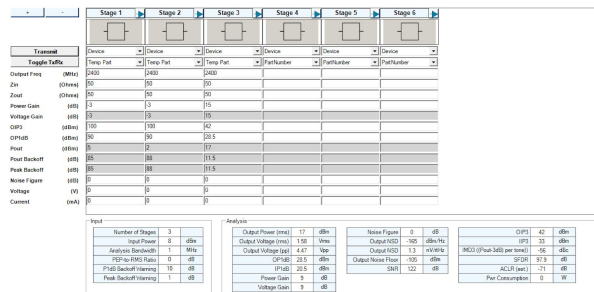 + - Stage 1 Stage 2 Stage 3 Stage 4 Stage 5 Stage 6
Transmit Device Device Device Device Device Device
Toggle Tx/Rx Temp Part Temp Part Temp Part PartNumber PartNumber PartNumber
Output Freq (MHz) 2400 2400 2400
Zin (Ohms) 50 50 50
Zout (Ohms) 50 50 50
Power Gain (dB) -3 -3 15
Voltage Gain (dB) -3 -3 15
OIP3 (dBm) 100 100 42
OP1dB (dBm) 90 90 28.5
Pout (dBm) 5 2 17
Pout Backoff (dB) 85 88 11.5
Peak Backoff (dB) 85 88 11.5
Noise Figure (dB) 0 0 0
Voltage (V) 0 0 0
Current (mA) 0 0 0
Input Analysis
Number of Stages 3 Output Power (rms) 17 dBm Noise Figure 0 dB OIP3 42 dBm
Input Power 8 dBm Output Voltage (rms) 1.58 Vrms Output NSD -165 dBm/Hz IIP3 33 dBm
Analysis Bandwidth 1 MHz Output Voltage (pp) 4.47 Vpp Output NSD 1.3 nV/rtHz IMD3 ((Pout-3dB) per tone)) -56 dBc
PEP-to-RMS Ratio 0 dB OP1dB 28.5 dBm Output Noise Floor -105 dBm SFDR 97.9 dB
P1dB Backoff Warning 10 dB IP1dB 20.5 dBm SNR 122 dB ACLR (est.) -71 dB
Peak Backoff Warning 1 dB Power Gain 9 dB Pwr Consumption 0 W
Voltage Gain 9 dB